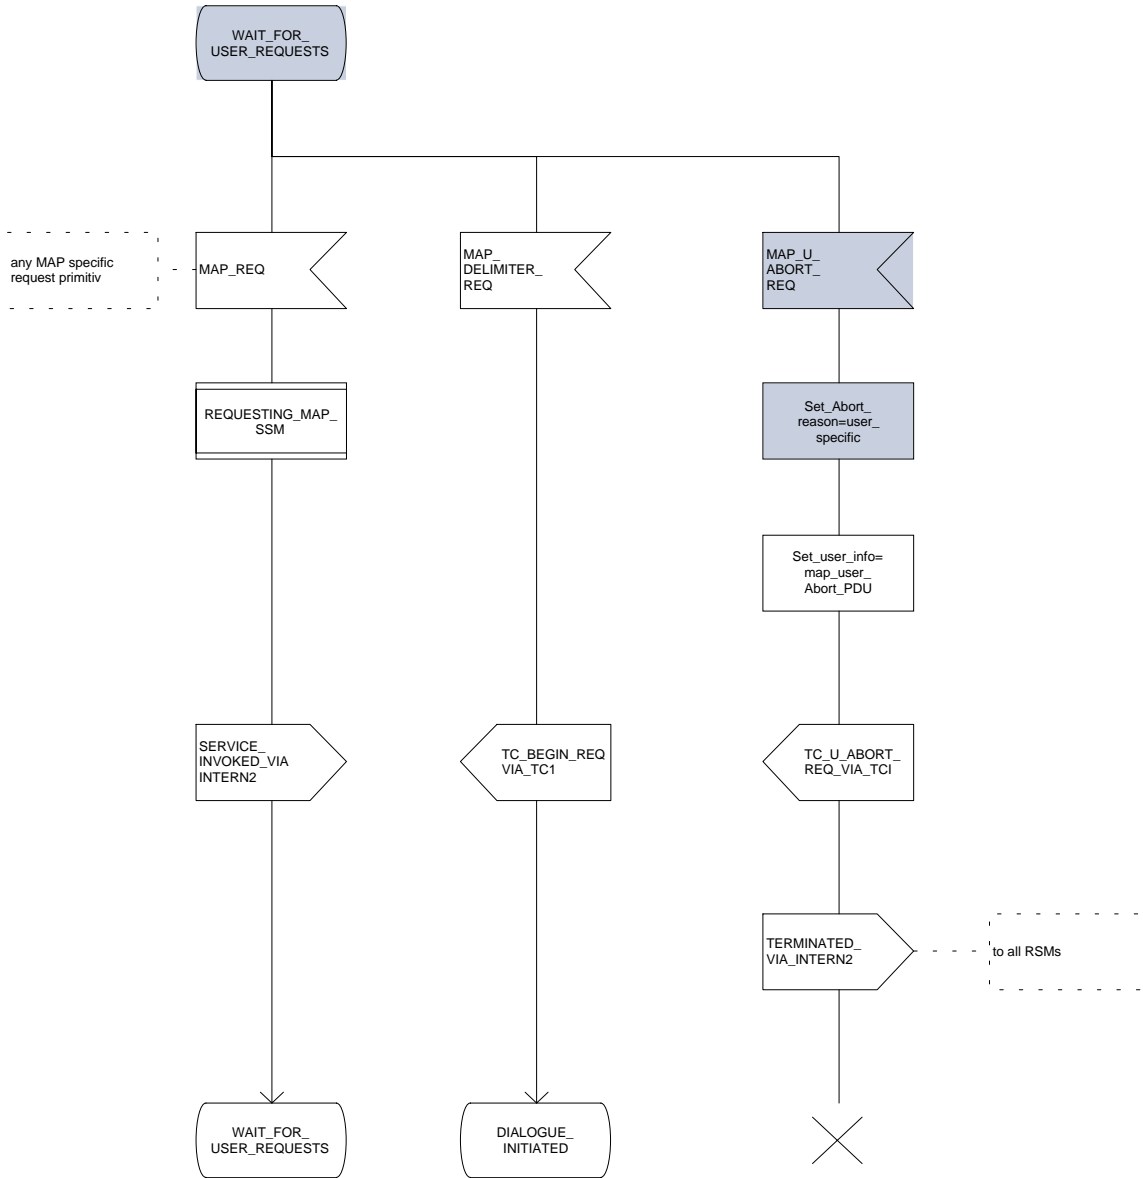 WAIT_FOR_
USER_REQUESTS
any MAP specific
request primitiv
MAP_REQ
MAP_
DELIMITER_
REQ
MAP_U_
ABORT_
REQ
REQUESTING_MAP_
SSM
Set_Abort_
reason=user_
specific
Set_user_info=
map_user_
Abort_PDU
SERVICE_
INVOKED_VIA
INTERN2
TC_BEGIN_REQ
VIA_TC1
TC_U_ABORT_
REQ_VIA_TCI
TERMINATED_
VIA_INTERN2
to all RSMs
WAIT_FOR_
USER_REQUESTS
DIALOGUE_
INITIATED